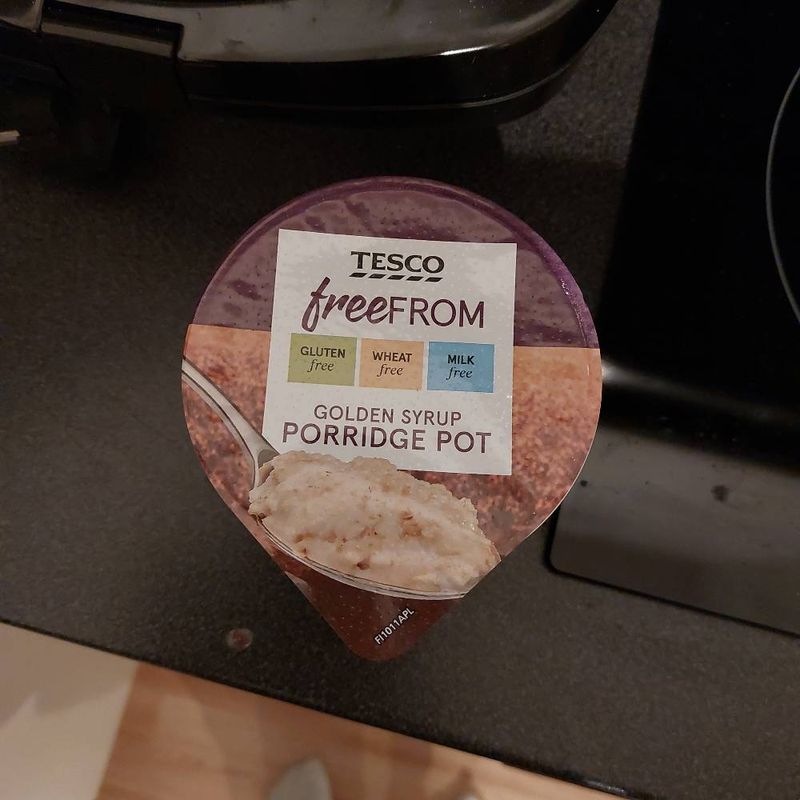 TESCO
freeFROM
GLUTEN free
WHEAT free
MILK free
GOLDEN SYRUP
PORRIDGE POT
FI1011APL